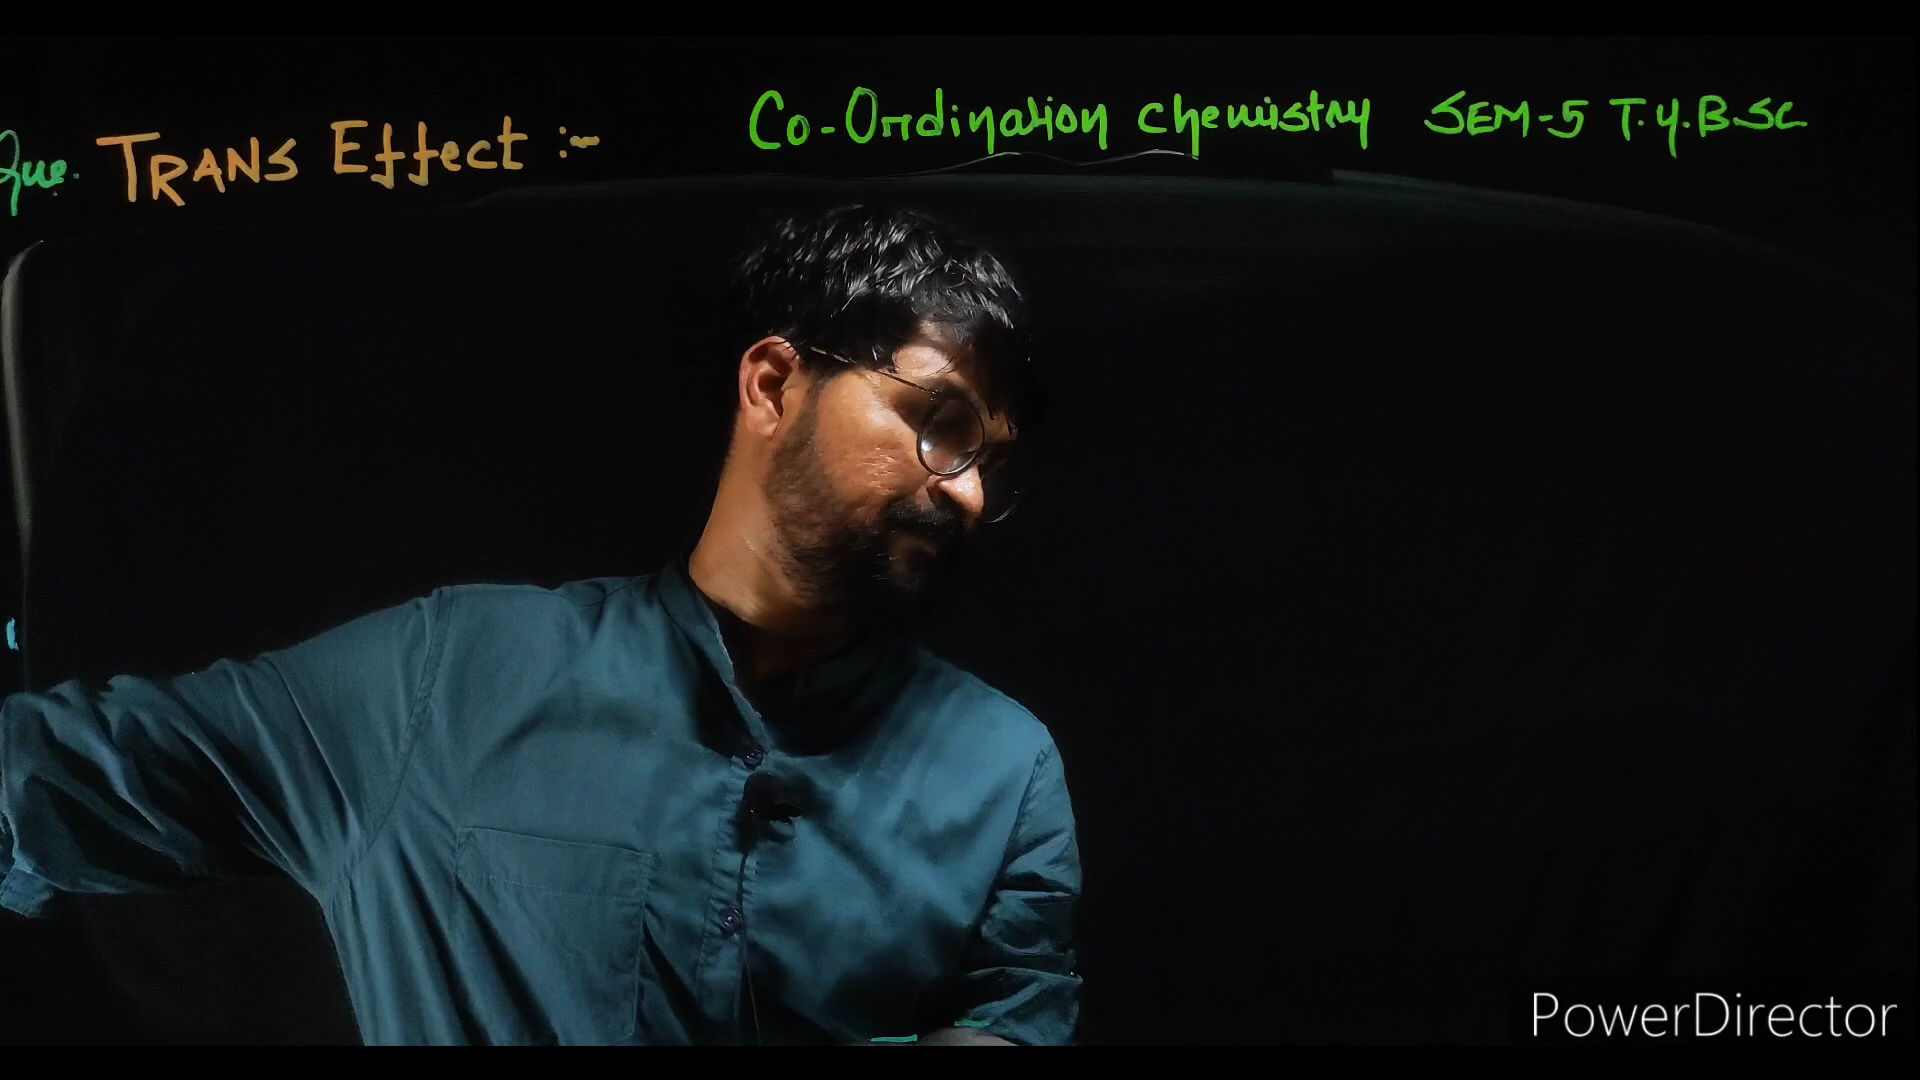 Que. TRANS Effect :-
Co-Ordination chemistry SEM-5 T.Y.B.SC
PowerDirector